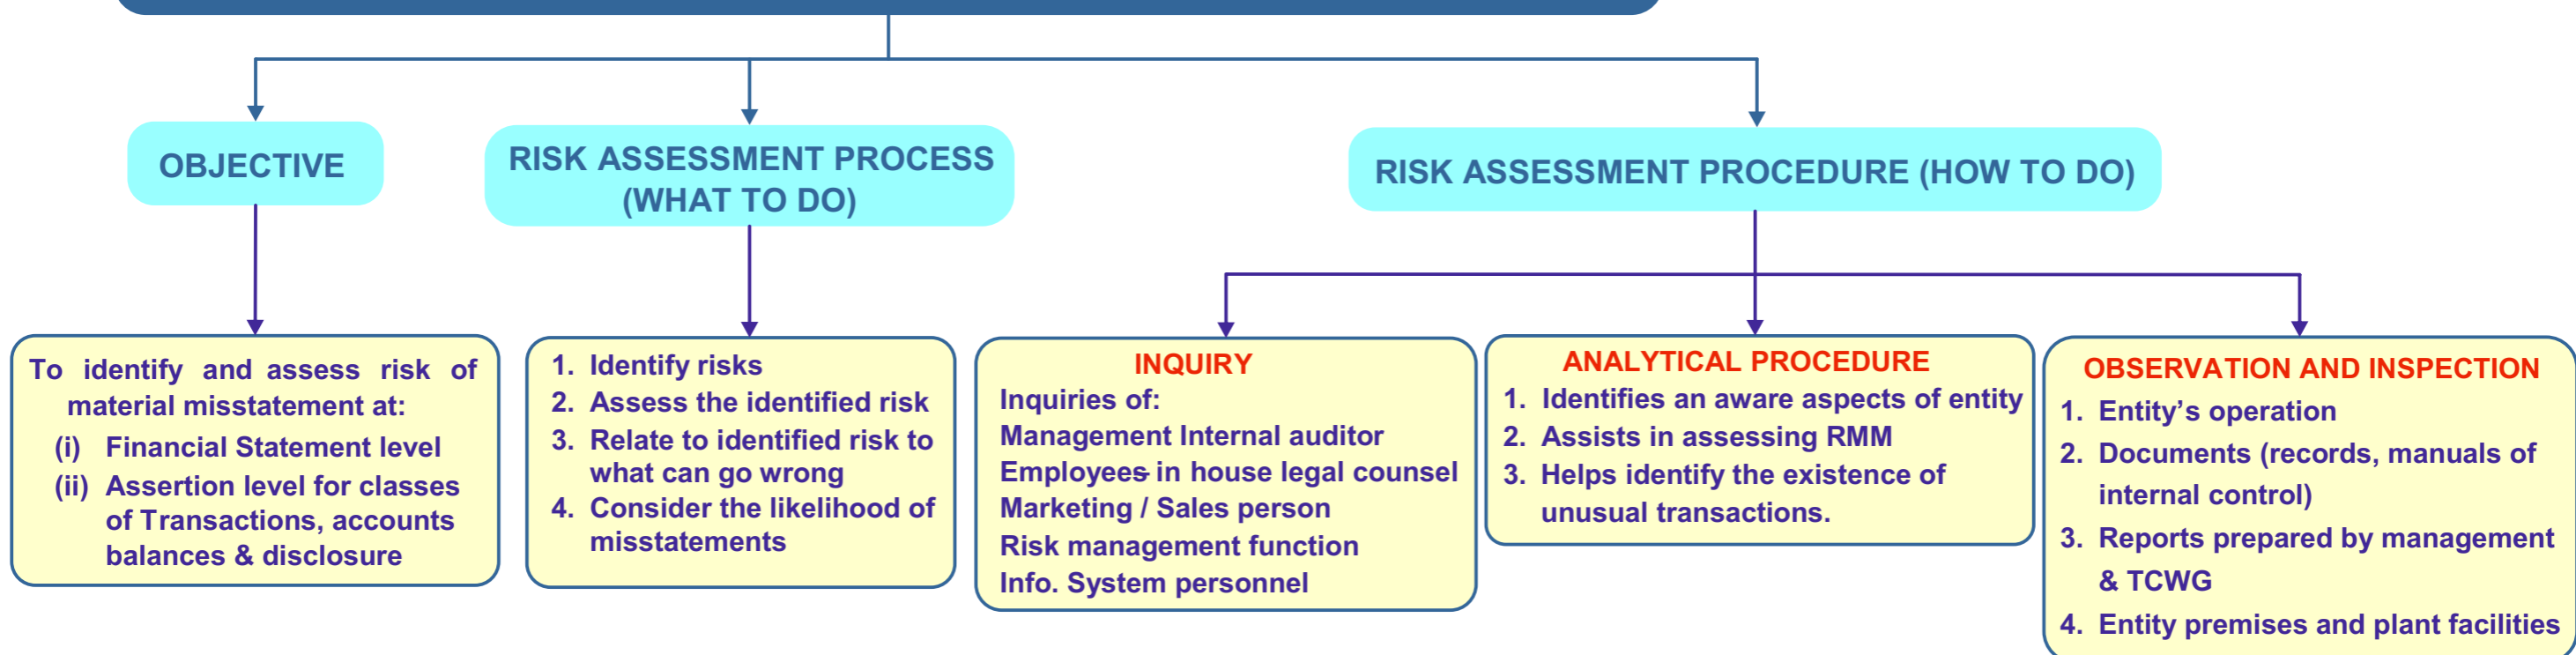 OBJECTIVE
RISK ASSESSMENT PROCESS
(WHAT TO DO)
RISK ASSESSMENT PROCEDURE (HOW TO DO)
To identify and assess risk of
material misstatement at:
(i) Financial Statement level
(ii) Assertion level for classes
of Transactions, accounts
balances & disclosure
1. Identify risks
2. Assess the identified risk
3. Relate to identified risk to
what can go wrong
4. Consider the likelihood of
misstatements
INQUIRY
Inquiries of:
Management Internal auditor
Employees- in house legal counsel
Marketing / Sales person
Risk management function
Info. System personnel
ANALYTICAL PROCEDURE
1. Identifies an aware aspects of entity
2. Assists in assessing RMM
3. Helps identify the existence of
unusual transactions.
OBSERVATION AND INSPECTION
1. Entity’s operation
2. Documents (records, manuals of
internal control)
3. Reports prepared by management
& TCWG
4. Entity premises and plant facilities